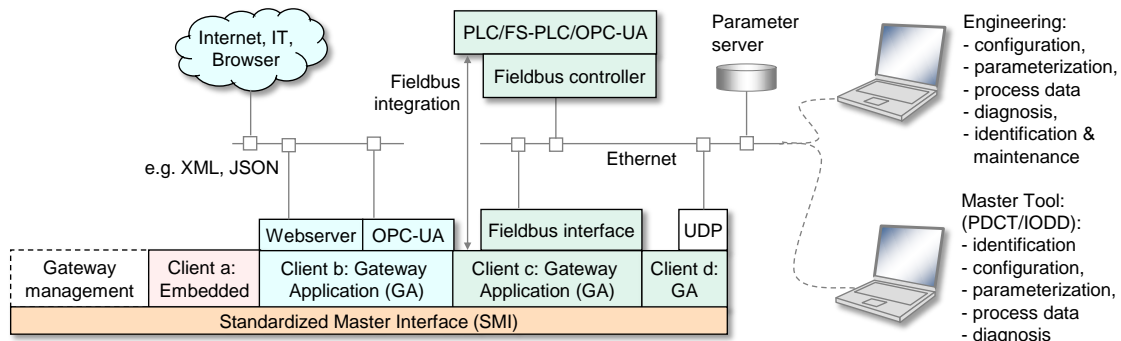 Internet, IT,
Browser
e.g. XML, JSON
PLC/FS-PLC/OPC-UA
Fieldbus controller
Fieldbus
integration
Parameter
server
Ethernet
Engineering:
- configuration,
- parameterization,
- process data
- diagnosis,
- identification &
maintenance
Webserver
OPC-UA
Fieldbus interface
UDP
Gateway
management
Client a:
Embedded
Client b: Gateway
Application (GA)
Client c: Gateway
Application (GA)
Client d:
GA
Standardized Master Interface (SMI)
Master Tool:
(PDCT/IODD):
- identification
- configuration,
- parameterization,
- process data
- diagnosis